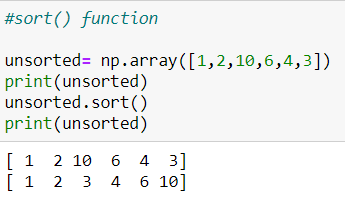 #sort() function
unsorted= np.array([1,2,10,6,4,3])
print(unsorted)
unsorted.sort()
print(unsorted)
[ 1  2 10  6  4  3]
[ 1  2  3  4  6 10]